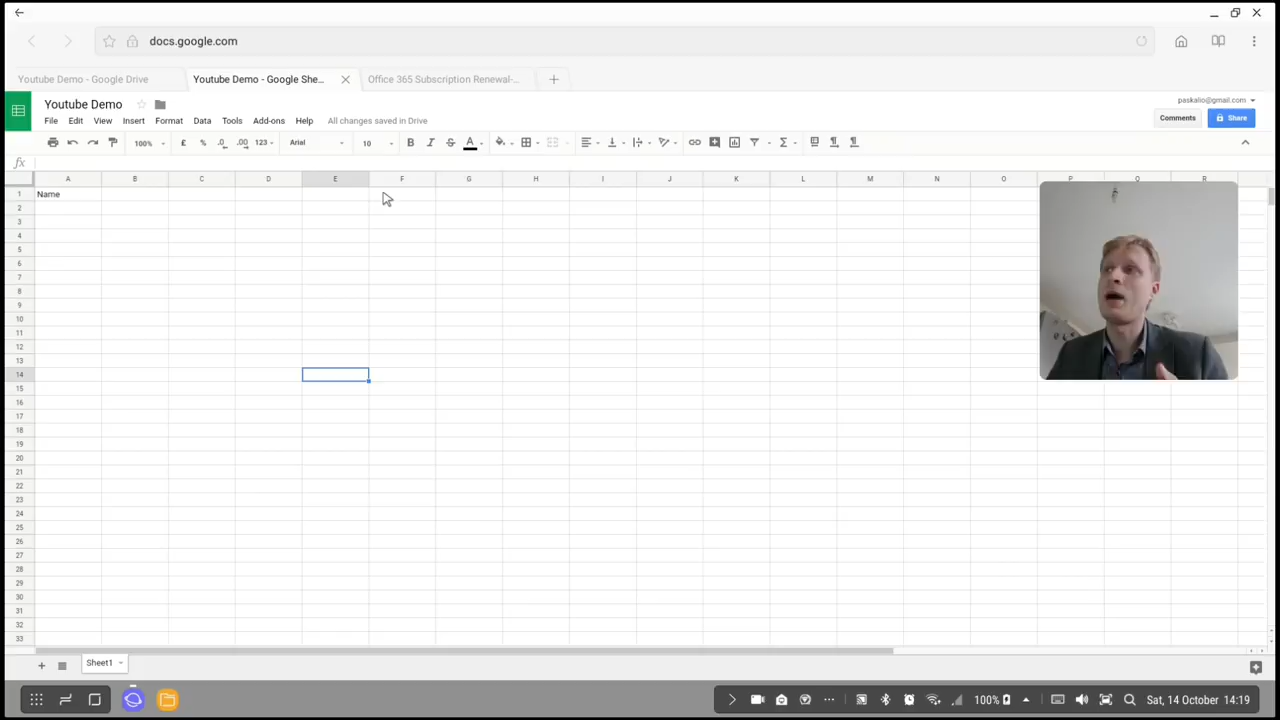 docs.google.com
Youtube Demo - Google Drive
Youtube Demo - Google She...
Office 365 Subscription Renewal-...
Youtube Demo
paskalio@gmail.com
File Edit View Insert Format Data Tools Add-ons Help All changes saved in Drive
Comments
Share
100% £ % .0 .00 123 Arial 10 B I S A Σ
fx
A B C D E F G H I J K L M N O P Q R
1 Name
2
3
4
5
6
7
8
9
10
11
12
13
14
15
16
17
18
19
20
21
22
23
24
25
26
27
28
29
30
31
32
33
Sheet1
100% Sat, 14 October 14:19